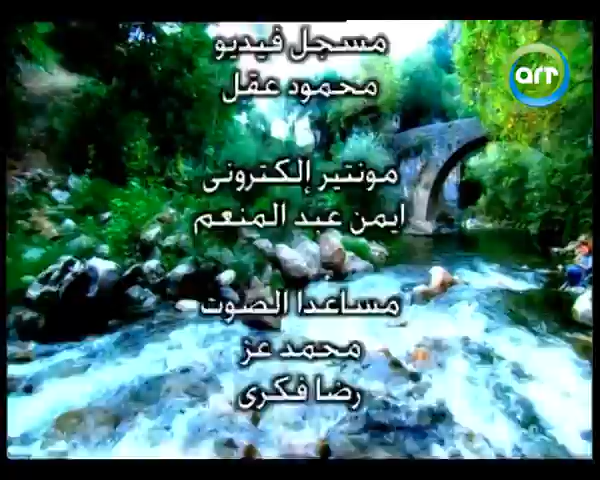 مسجل فيديو
art
محمود عقل
مونتير إلكترونى
ايمن عبد المنعم
مساعدا الصوت
محمد عز
رضا فكرى